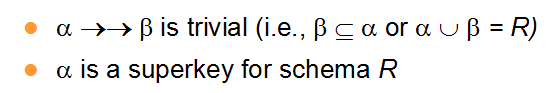 α →→ β is trivial (i.e., β ⊆ α or α ∪ β = R)
α is a superkey for schema R